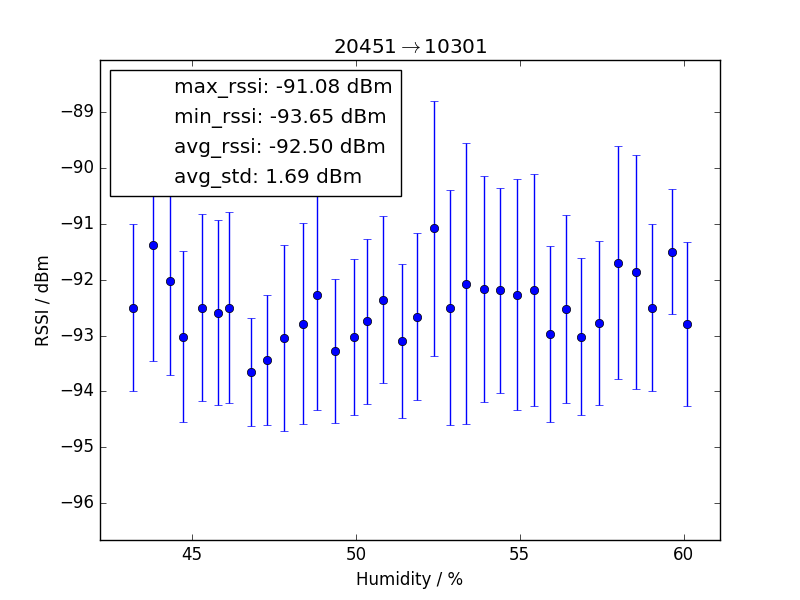 20451→10301
max_rssi: -91.08 dBm
min_rssi: -93.65 dBm
avg_rssi: -92.50 dBm
avg_std: 1.69 dBm
−89
−90
−91
−92
−93
−94
−95
−96
RSSI / dBm
45 50 55 60
Humidity / %